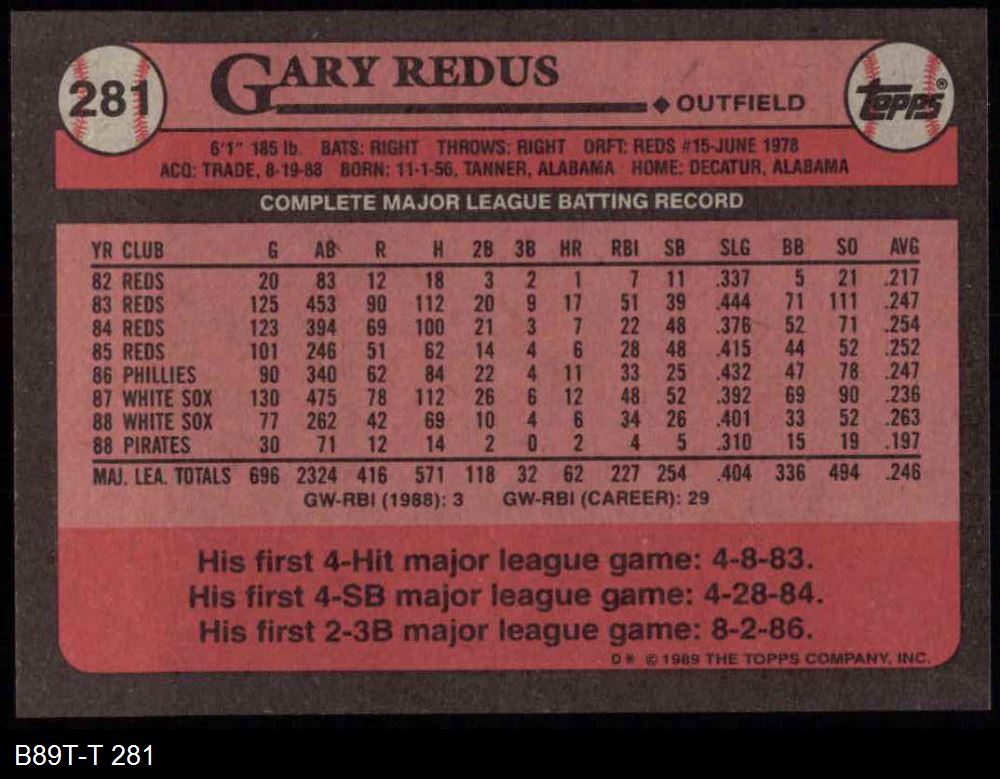 281 GARY REDUS ◆ OUTFIELD topps®
6'1" 185 lb. BATS: RIGHT THROWS: RIGHT DRFT: REDS #15-JUNE 1978
ACQ: TRADE, 8-19-88 BORN: 11-1-56, TANNER, ALABAMA HOME: DECATUR, ALABAMA
COMPLETE MAJOR LEAGUE BATTING RECORD
YR CLUB G AB R H 2B 3B HR RBI SB SLG BB SO AVG
82 REDS 20 83 12 18 3 2 1 7 11 .337 5 21 .217
83 REDS 125 453 90 112 20 9 17 51 39 .444 71 111 .247
84 REDS 123 394 69 100 21 3 7 22 48 .376 52 71 .254
85 REDS 101 246 51 62 14 4 6 28 48 .415 44 52 .252
86 PHILLIES 90 340 62 84 22 4 11 33 25 .432 47 78 .247
87 WHITE SOX 130 475 78 112 26 6 12 48 52 .392 69 90 .236
88 WHITE SOX 77 262 42 69 10 4 6 34 26 .401 33 52 .263
88 PIRATES 30 71 12 14 2 0 2 4 5 .310 15 19 .197
MAJ. LEA. TOTALS 696 2324 416 571 118 32 62 227 254 .404 336 494 .246
GW-RBI (1988): 3 GW-RBI (CAREER): 29
His first 4-Hit major league game: 4-8-83.
His first 4-SB major league game: 4-28-84.
His first 2-3B major league game: 8-2-86.
D* © 1989 THE TOPPS COMPANY, INC.
B89T-T 281